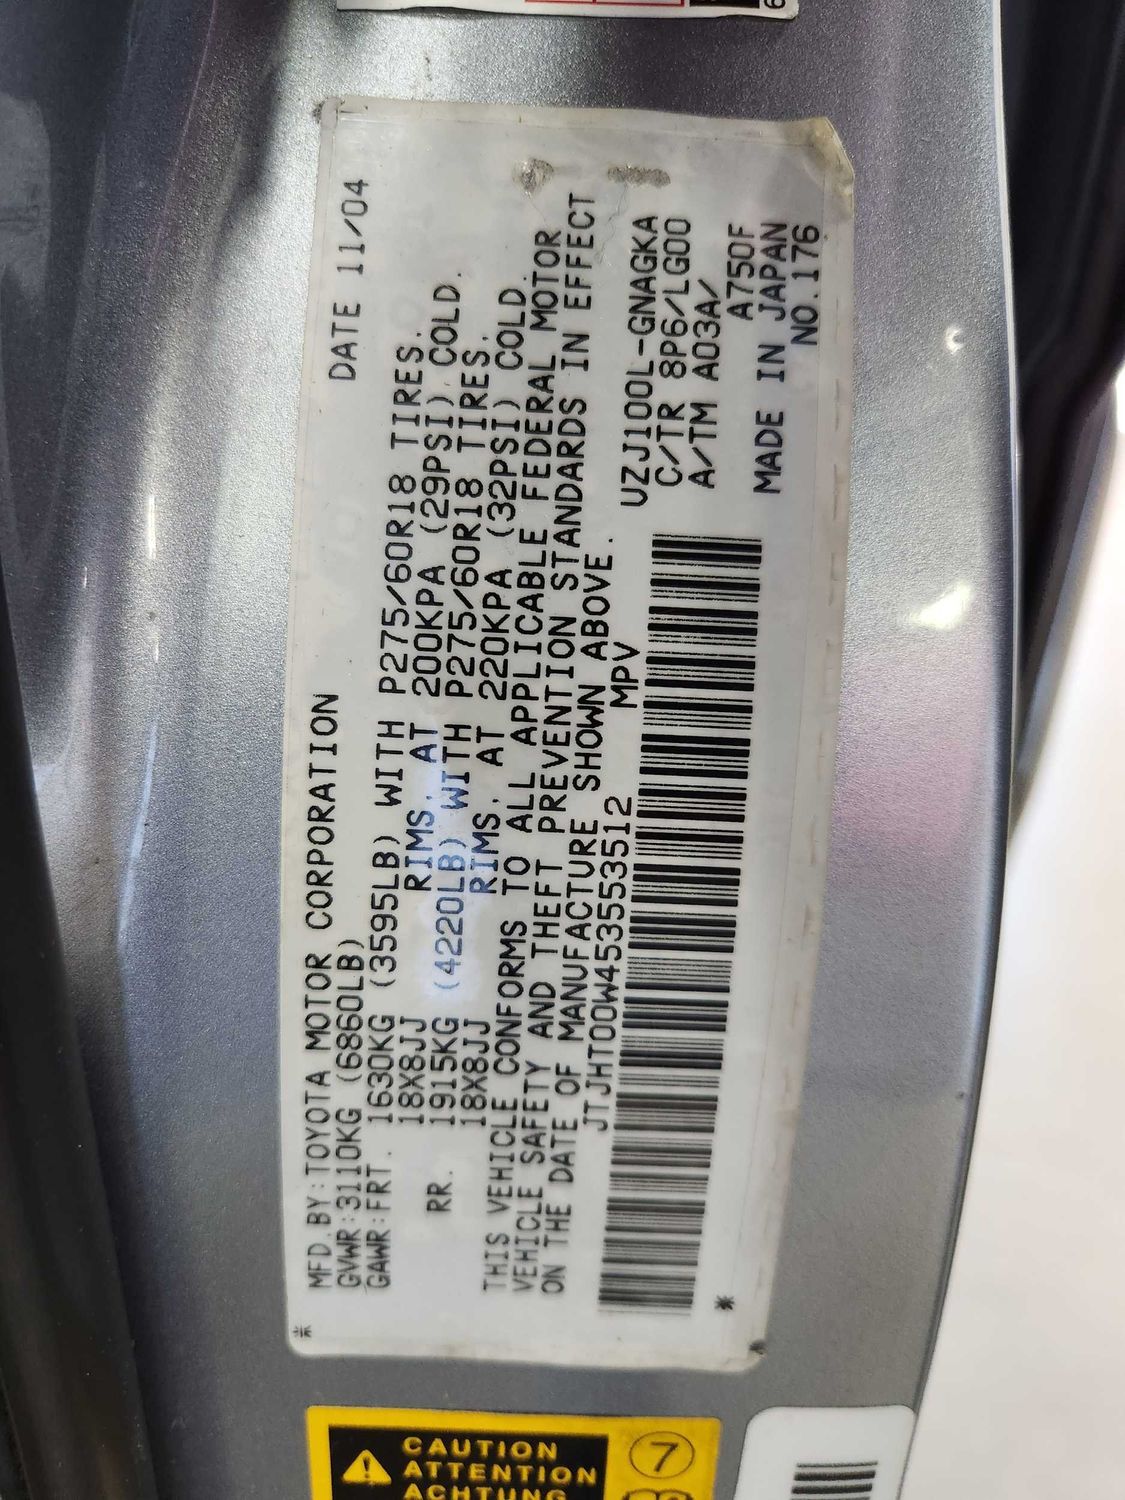 MFD.BY:TOYOTA MOTOR CORPORATION DATE 11/04
GVWR:3110KG (6860LB)
GAWR:FRT. 1630KG (3595LB) WITH P275/60R18 TIRES.
18X8JJ RIMS. AT 200KPA (29PSI) COLD.
RR. 1915KG (4220LB) WITH P275/60R18 TIRES.
18X8JJ RIMS. AT 220KPA (32PSI) COLD.
THIS VEHICLE CONFORMS TO ALL APPLICABLE FEDERAL MOTOR
VEHICLE SAFETY AND THEFT PREVENTION STANDARDS IN EFFECT
ON THE DATE OF MANUFACTURE SHOWN ABOVE.
JTJHT00W453553512 MPV
UZJ100L-GNAGKA
C/TR 8P6/LG00
A/TM A03A/
A750F
MADE IN JAPAN
NO.176
CAUTION
ATTENTION
ACHTUNG
7